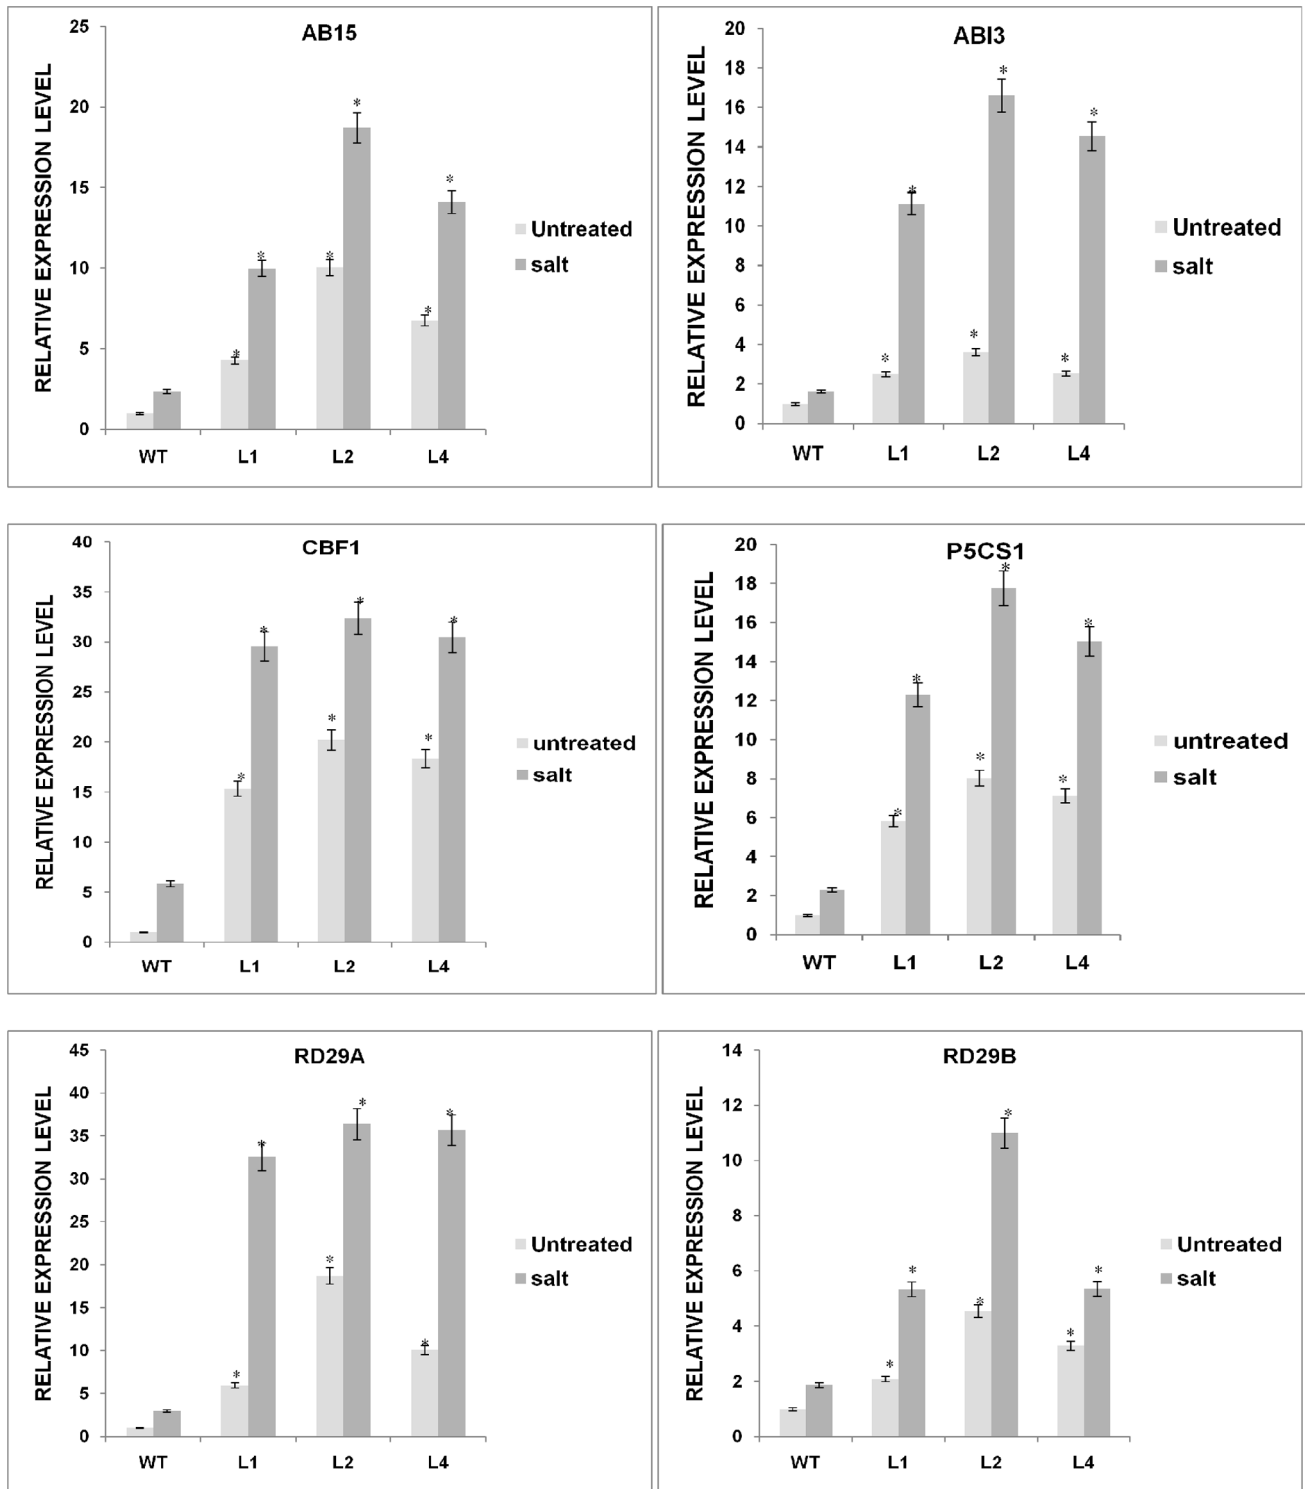 AB15
RELATIVE EXPRESSION LEVEL
25
20
15
10
5
0
* * * * * *
WT L1 L2 L4
Untreated
salt
ABI3
RELATIVE EXPRESSION LEVEL
20
18
16
14
12
10
8
6
4
2
0
* * * * * *
WT L1 L2 L4
Untreated
salt
CBF1
RELATIVE EXPRESSION LEVEL
40
35
30
25
20
15
10
5
0
* * * * * *
WT L1 L2 L4
untreated
salt
P5CS1
RELATIVE EXPRESSION LEVEL
20
18
16
14
12
10
8
6
4
2
0
* * * * * *
WT L1 L2 L4
untreated
salt
RD29A
RELATIVE EXPRESSION LEVEL
45
40
35
30
25
20
15
10
5
0
* * * * * *
WT L1 L2 L4
Untreated
salt
RD29B
RELATIVE EXPRESSION LEVEL
14
12
10
8
6
4
2
0
* * * * * *
WT L1 L2 L4
Untreated
salt